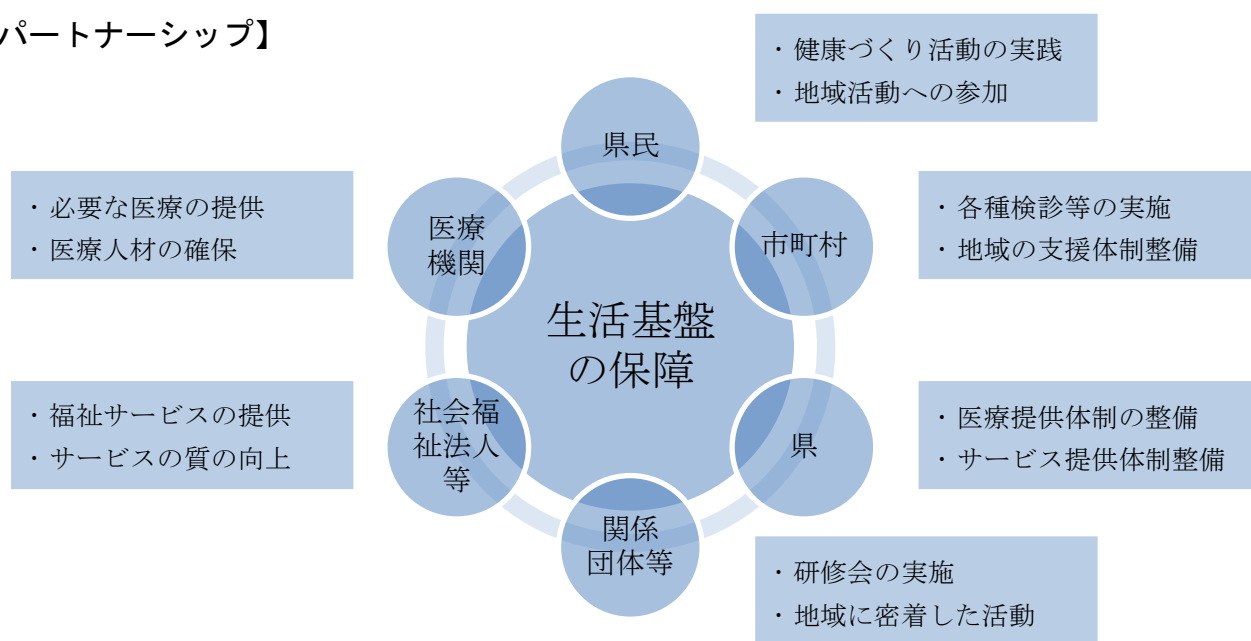 パートナーシップ】
・健康づくり活動の実践
・地域活動への参加
県民
・必要な医療の提供
・医療人材の確保
医療
機関
市町村
・各種検診等の実施
・地域の支援体制整備
生活基盤
の保障
・福祉サービスの提供
・サービスの質の向上
社会福
祉法人
等
県
・医療提供体制の整備
・サービス提供体制整備
関係
団体等
・研修会の実施
・地域に密着した活動